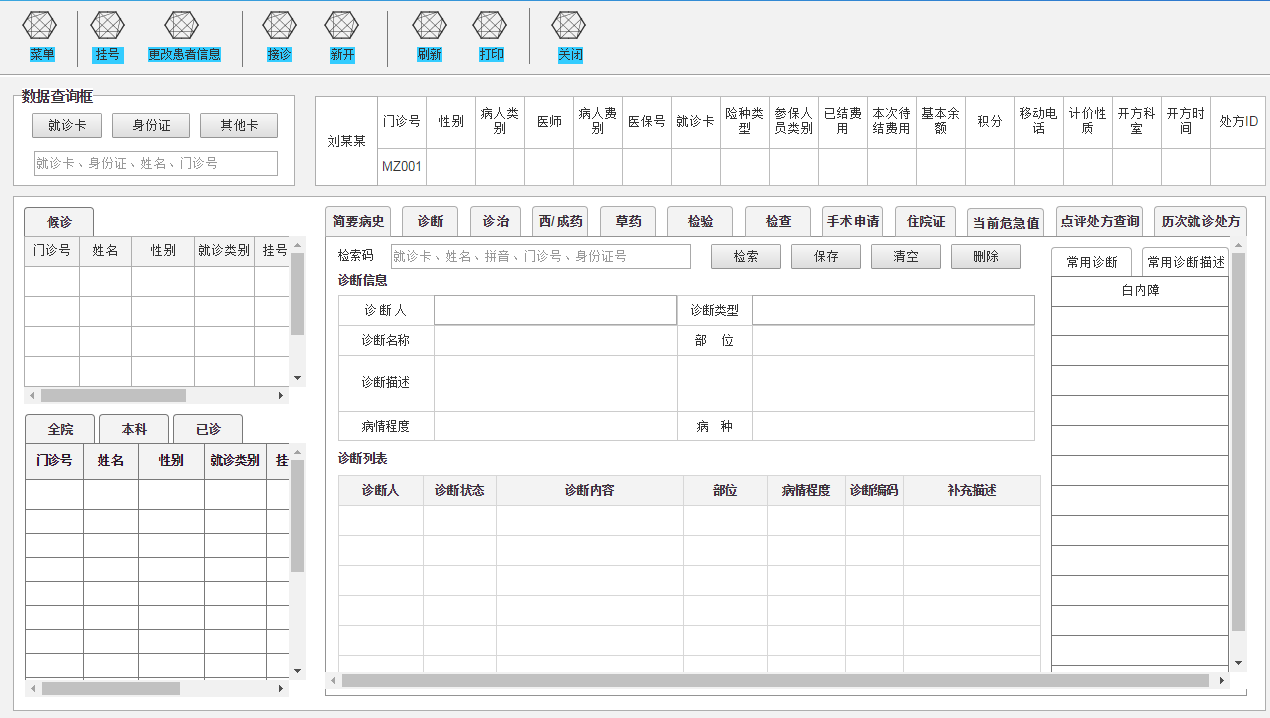 菜单 挂号 更改患者信息 接诊 新开 刷新 打印 关闭
数据查询框
就诊卡 身份证 其他卡
就诊卡、身份证、姓名、门诊号
刘某某
门诊号 性别 病人类别 医师 病人费别 医保号 就诊卡 险种类型 参保人员类别 已结费用 本次待结费用 基本余额 积分 移动电话 计价性质 开方科室 开方时间 处方ID
MZ001
候诊
门诊号 姓名 性别 就诊类别 挂号
全院 本科 已诊
门诊号 姓名 性别 就诊类别 挂
简要病史 诊断 诊治 西/成药 草药 检验 检查 手术申请 住院证 当前危急值 点评处方查询 历次就诊处方
检索码 就诊卡、姓名、拼音、门诊号、身份证号 检索 保存 清空 删除
诊断信息
诊 断 人 诊断类型
诊断名称 部 位
诊断描述
病情程度 病 种
诊断列表
诊断人 诊断状态 诊断内容 部位 病情程度 诊断编码 补充描述
常用诊断 常用诊断描述
白内障